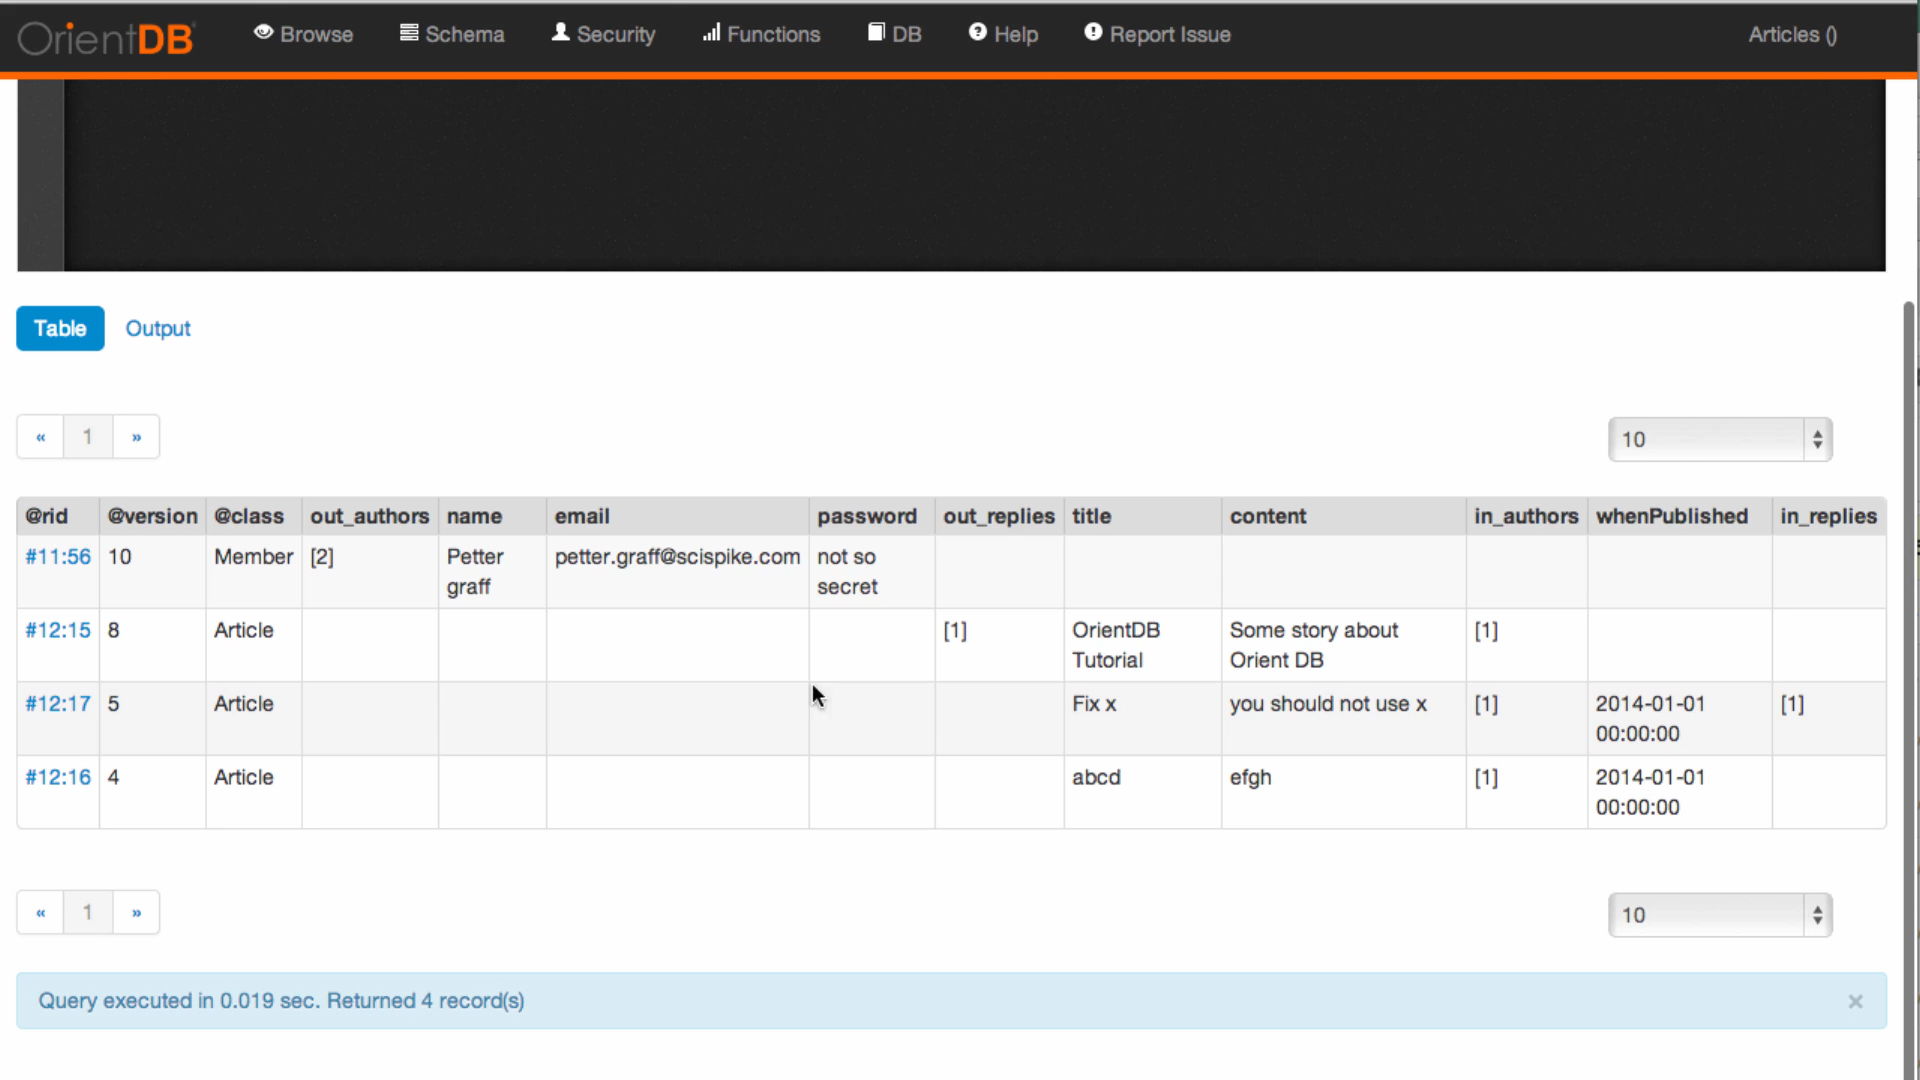 OrientDB Browse Schema Security Functions DB Help Report Issue Articles ()
Table Output
« 1 » 10
@rid @version @class out_authors name email password out_replies title content in_authors whenPublished in_replies
#11:56 10 Member [2] Petter petter.graff@scispike.com not so
graff secret
#12:15 8 Article [1] OrientDB Some story about [1]
Tutorial Orient DB
#12:17 5 Article Fix x you should not use x [1] 2014-01-01 [1]
00:00:00
#12:16 4 Article abcd efgh [1] 2014-01-01
00:00:00
« 1 » 10
Query executed in 0.019 sec. Returned 4 record(s) ×